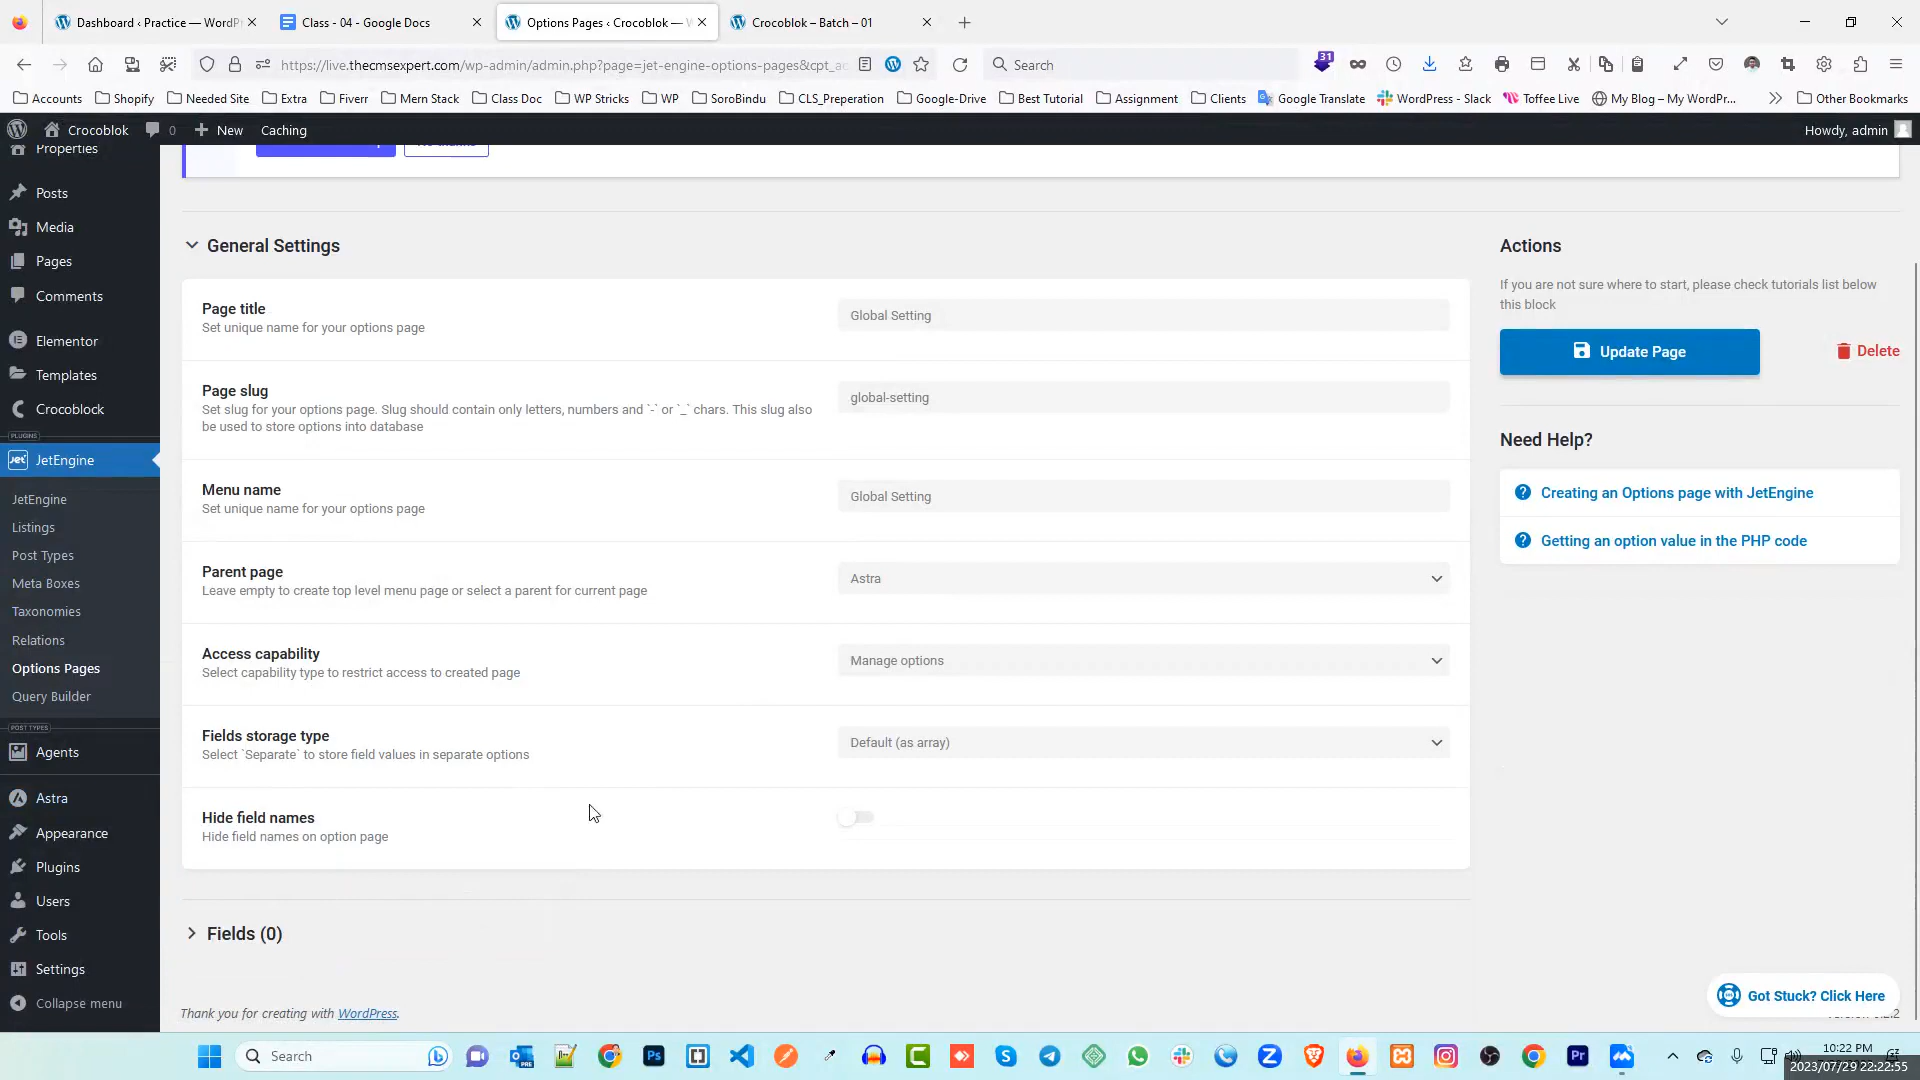 Dashboard ‹ Practice — WordP
Class - 04 - Google Docs
Options Pages ‹ Crocoblok — W
Crocoblok – Batch – 01
https://live.thecmsexpert.com/wp-admin/admin.php?page=jet-engine-options-pages&cpt_ac
Search
31
Accounts
Shopify
Needed Site
Extra
Fiverr
Mern Stack
Class Doc
WP Stricks
WP
SoroBindu
CLS_Preperation
Google-Drive
Best Tutorial
Assignment
Clients
Google Translate
WordPress - Slack
Toffee Live
My Blog – My WordPr...
Other Bookmarks
Crocoblok
0
New
Caching
Howdy, admin
Properties
Posts
Media
Pages
Comments
Elementor
Templates
Crocoblock
PLUGINS
JetEngine
JetEngine
Listings
Post Types
Meta Boxes
Taxonomies
Relations
Options Pages
Query Builder
POST TYPES
Agents
Astra
Appearance
Plugins
Users
Tools
Settings
Collapse menu
General Settings
Page title
Set unique name for your options page
Global Setting
Page slug
Set slug for your options page. Slug should contain only letters, numbers and `-` or `_` chars. This slug also
be used to store options into database
global-setting
Menu name
Set unique name for your options page
Global Setting
Parent page
Leave empty to create top level menu page or select a parent for current page
Astra
Access capability
Select capability type to restrict access to created page
Manage options
Fields storage type
Select `Separate` to store field values in separate options
Default (as array)
Hide field names
Hide field names on option page
Fields (0)
Actions
If you are not sure where to start, please check tutorials list below
this block
Update Page
Delete
Need Help?
Creating an Options page with JetEngine
Getting an option value in the PHP code
Got Stuck? Click Here
Thank you for creating with WordPress.
Search
10:22 PM
2023/07/29 22:22:55